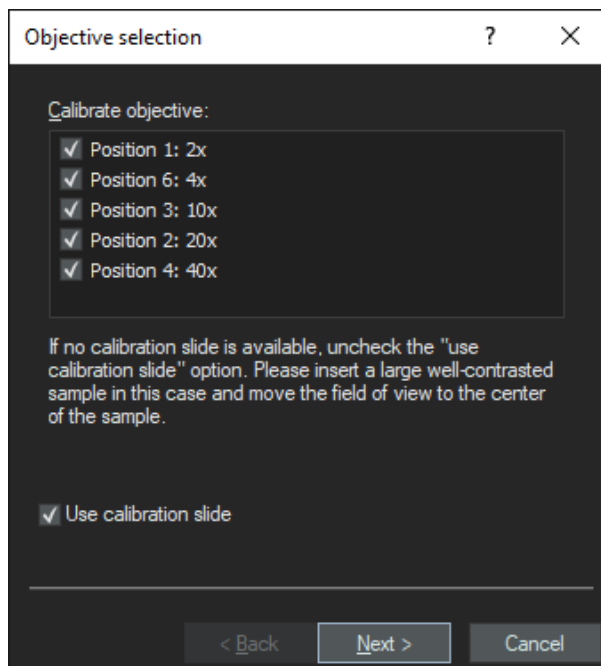 Objective selection ?
Calibrate objective:
Position 1: 2x
Position 6: 4x
Position 3: 10x
Position 2: 20x
Position 4: 40x
If no calibration slide is available, uncheck the "use
calibration slide" option. Please insert a large well-contrasted
sample in this case and move the field of view to the center
of the sample.
Use calibration slide
< Back Next > Cancel